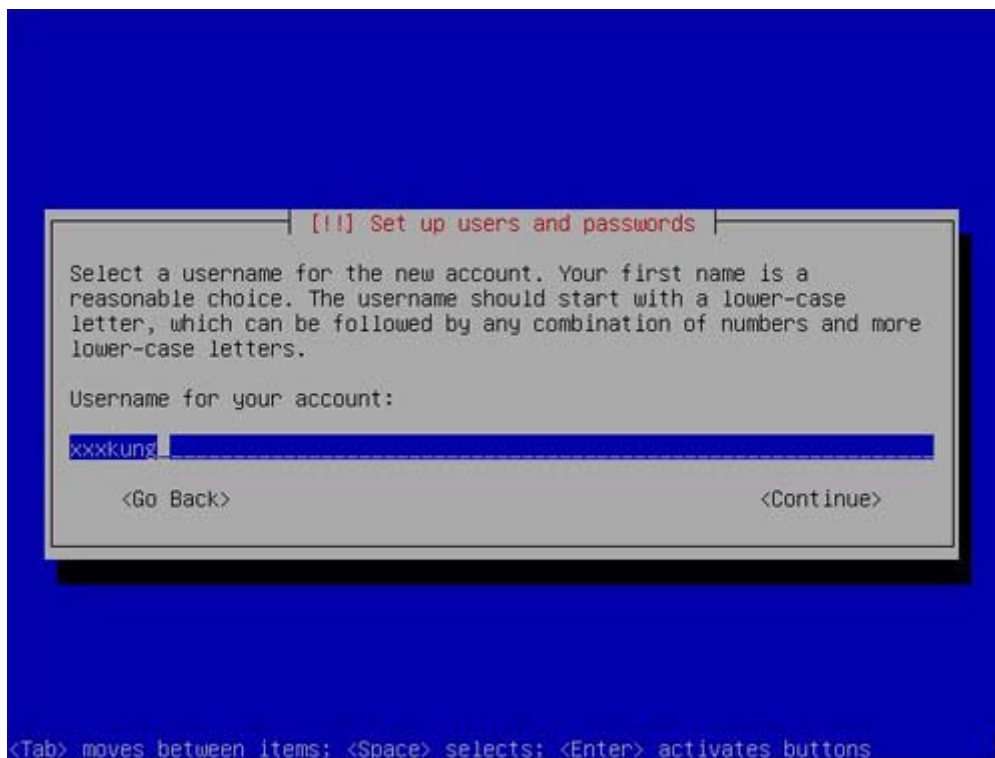 [!!] Set up users and passwords
Select a username for the new account. Your first name is a
reasonable choice. The username should start with a lower-case
letter, which can be followed by any combination of numbers and more
lower-case letters.
Username for your account:
xxxkung
<Go Back> <Continue>
<Tab> moves between items; <Space> selects; <Enter> activates buttons